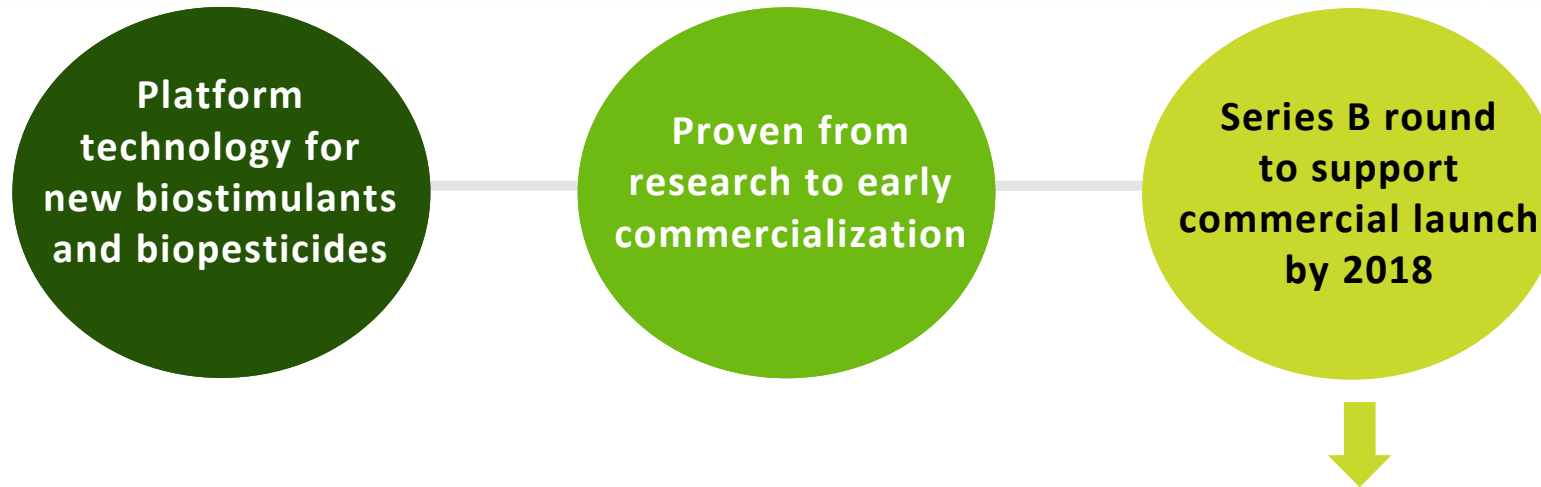 Platform
technology for
new biostimulants
and biopesticides
Proven from
research to early
commercialization
Series B round
to support
commercial launch
by 2018